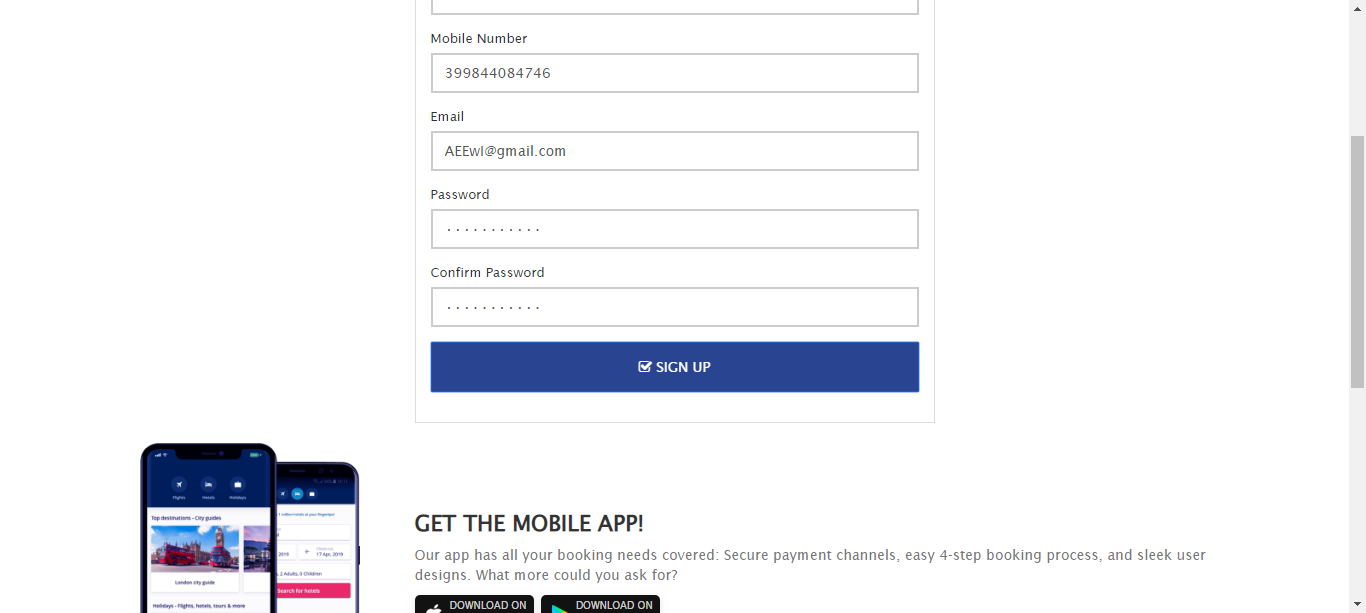 Mobile Number
399844084746
Email
AEEwI@gmail.com
Password
Confirm Password
SIGN UP
Flights Hotels Holidays
Top destinations - City guides
London city guide
Holidays - Flights, hotels, tours & more
17 Apr, 2019
2 Adults, 0 Children
Search for hotels
GET THE MOBILE APP!
Our app has all your booking needs covered: Secure payment channels, easy 4-step booking process, and sleek user
designs. What more could you ask for?
DOWNLOAD ON DOWNLOAD ON